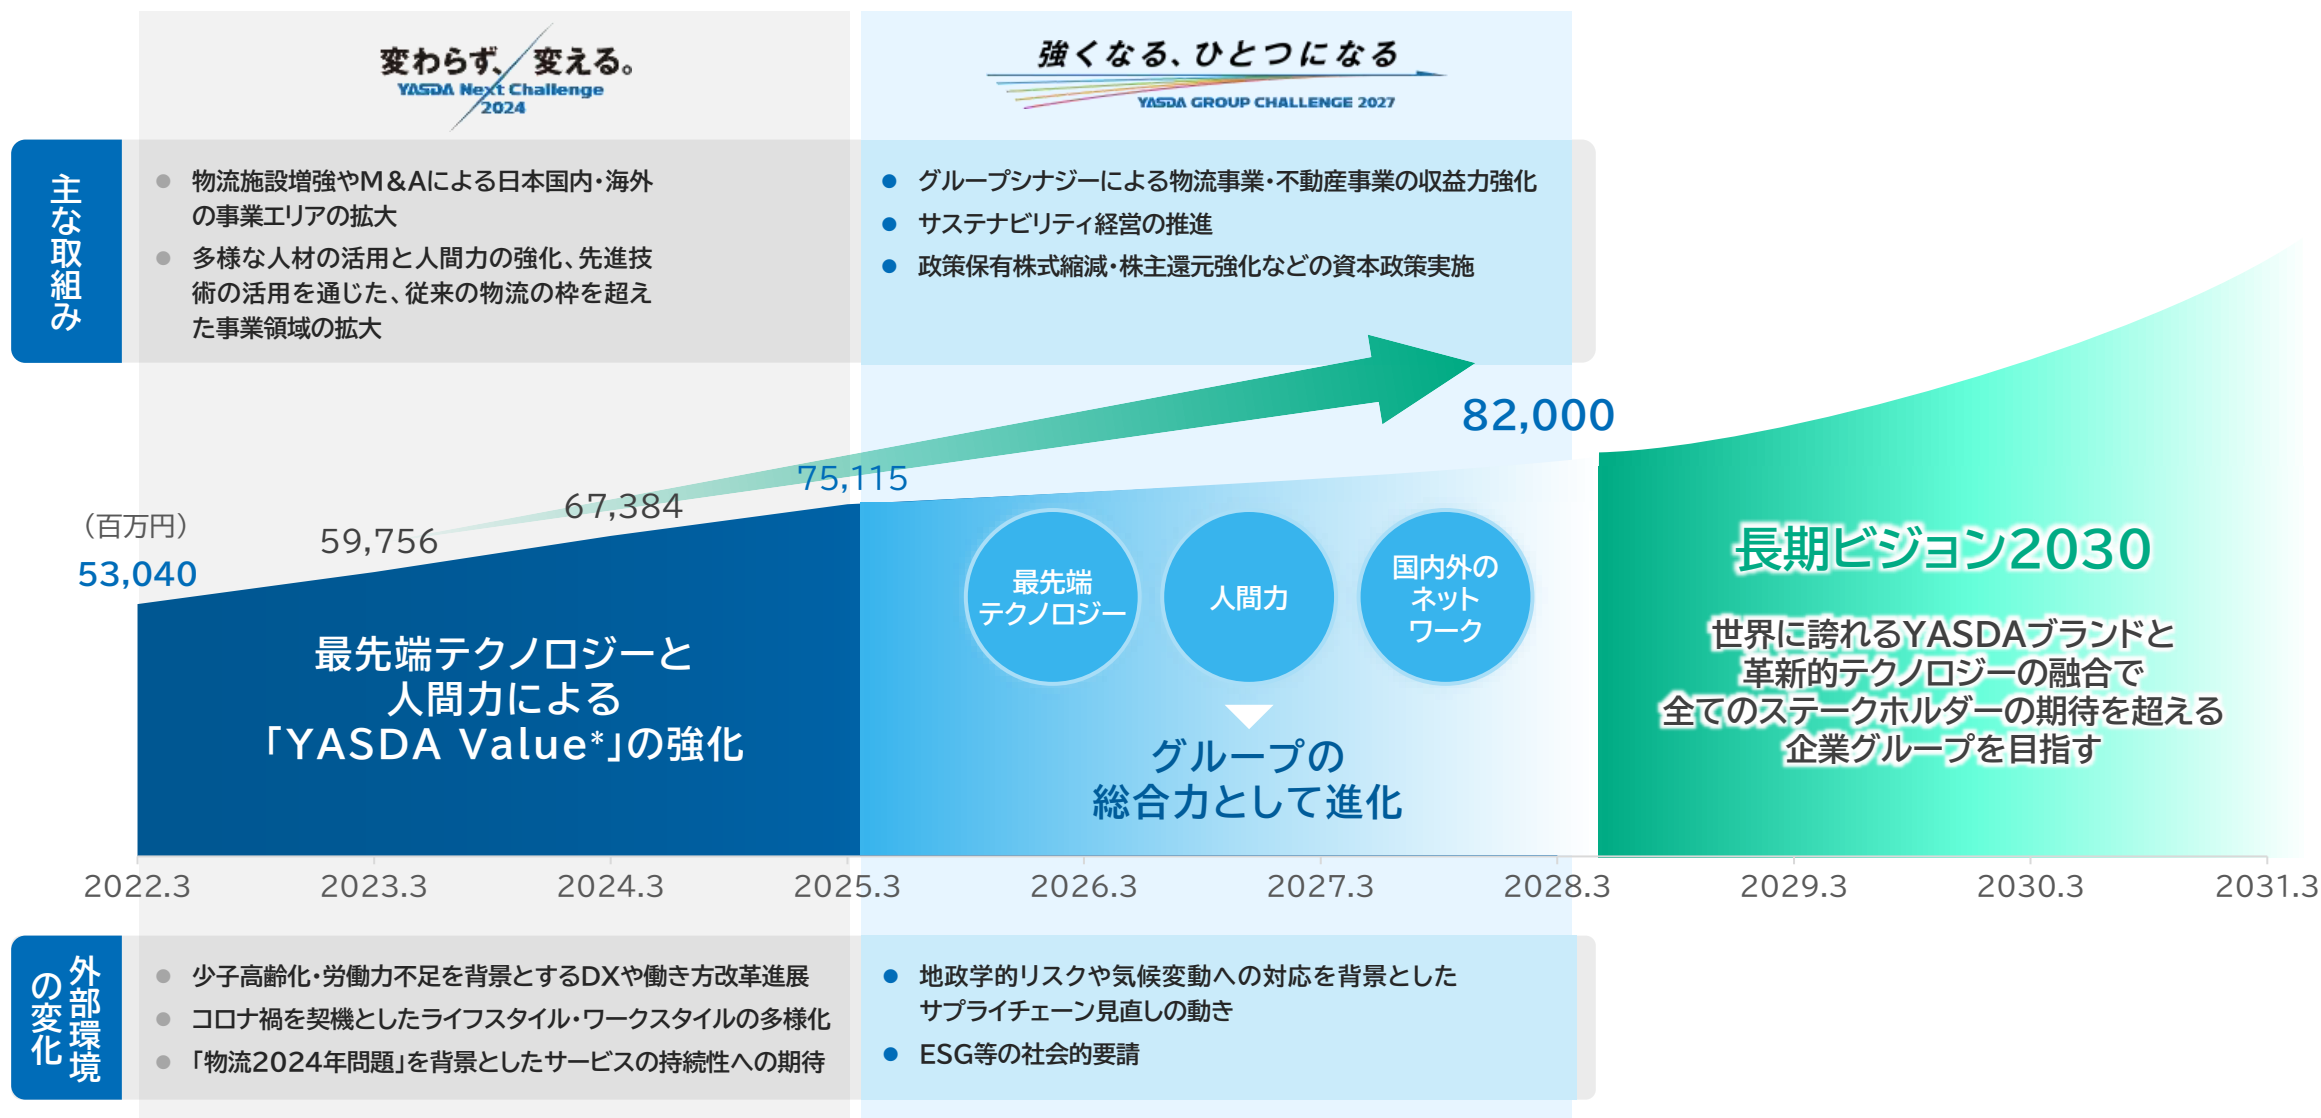 変わらず、変える。
YASDA Next Challenge
2024
強くなる、ひとつになる
YASDA GROUP CHALLENGE 2027
主な取組み
● 物流施設増強やM&Aによる日本国内・海外
の事業エリアの拡大
● 多様な人材の活用と人間力の強化、先進技
術の活用を通じた、従来の物流の枠を超え
た事業領域の拡大
● グループシナジーによる物流事業・不動産事業の収益力強化
● サステナビリティ経営の推進
● 政策保有株式縮減・株主還元強化などの資本政策実施
（百万円）
53,040
59,756
67,384
75,115
82,000
最先端テクノロジーと
人間力による
「YASDA Value*」の強化
最先端
テクノロジー
人間力
国内外の
ネット
ワーク
グループの
総合力として進化
長期ビジョン2030
世界に誇れるYASDAブランドと
革新的テクノロジーの融合で
全てのステークホルダーの期待を超える
企業グループを目指す
2022.3
2023.3
2024.3
2025.3
2026.3
2027.3
2028.3
2029.3
2030.3
2031.3
外部環境
の変化
● 少子高齢化・労働力不足を背景とするDXや働き方改革進展
● コロナ禍を契機としたライフスタイル・ワークスタイルの多様化
● 「物流2024年問題」を背景としたサービスの持続性への期待
● 地政学的リスクや気候変動への対応を背景とした
サプライチェーン見直しの動き
● ESG等の社会的要請